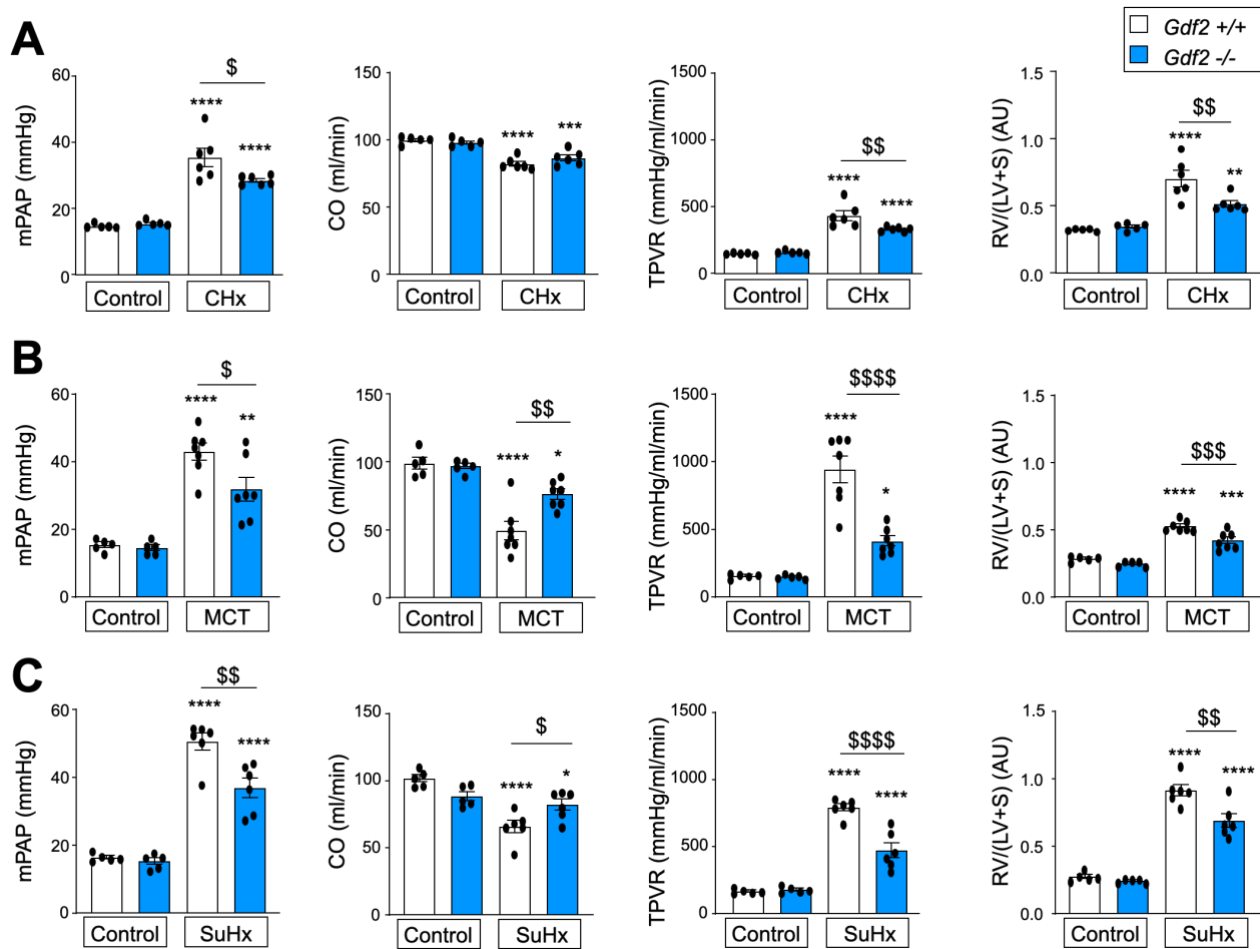 Gdf2 +/+
Gdf2 -/-
A
mPAP (mmHg)
60
40
20
0
$
****
****
Control
CHx
CO (ml/min)
150
100
50
0
****
***
Control
CHx
TPVR (mmHg/ml/min)
1500
1000
500
0
$$
****
****
Control
CHx
RV/(LV+S) (AU)
1.5
1.0
0.5
0.0
$$
****
**
Control
CHx
B
mPAP (mmHg)
60
40
20
0
$
****
**
Control
MCT
CO (ml/min)
150
100
50
0
$$
****
*
Control
MCT
TPVR (mmHg/ml/min)
1500
1000
500
0
$$$$
****
*
Control
MCT
RV/(LV+S) (AU)
1.5
1.0
0.5
0.0
$$$
****
***
Control
MCT
C
mPAP (mmHg)
60
40
20
0
$$
****
****
Control
SuHx
CO (ml/min)
150
100
50
0
$
****
*
Control
SuHx
TPVR (mmHg/ml/min)
1500
1000
500
0
$$$$
****
****
Control
SuHx
RV/(LV+S) (AU)
1.5
1.0
0.5
0.0
$$
****
****
Control
SuHx